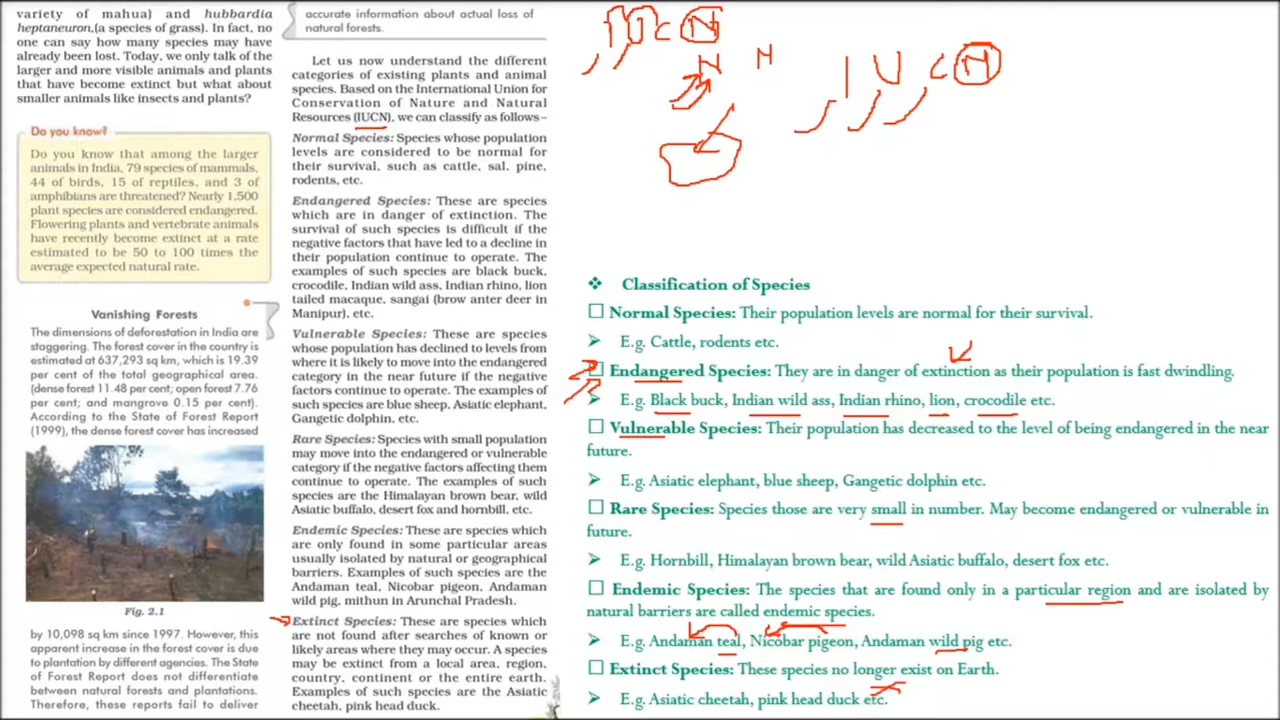 variety of mahua) and hubbardia
heptaneuron,(a species of grass). In fact, no
one can say how many species may have
already been lost. Today, we only talk of the
larger and more visible animals and plants
that have become extinct but what about
smaller animals like insects and plants?
Do you know?
Do you know that among the larger
animals in India, 79 species of mammals,
44 of birds, 15 of reptiles, and 3 of
amphibians are threatened? Nearly 1,500
plant species are considered endangered.
Flowering plants and vertebrate animals
have recently become extinct at a rate
estimated to be 50 to 100 times the
average expected natural rate.
Vanishing Forests
The dimensions of deforestation in India are
staggering. The forest cover in the country is
estimated at 637,293 sq km, which is 19.39
per cent of the total geographical area.
(dense forest 11.48 per cent; open forest 7.76
per cent; and mangrove 0.15 per cent).
According to the State of Forest Report
(1999), the dense forest cover has increased
Fig. 2.1
by 10,098 sq km since 1997. However, this
apparent increase in the forest cover is due
to plantation by different agencies. The State
of Forest Report does not differentiate
between natural forests and plantations.
Therefore, these reports fail to deliver
accurate information about actual loss of
natural forests.
Let us now understand the different
categories of existing plants and animal
species. Based on the International Union for
Conservation of Nature and Natural
Resources (IUCN), we can classify as follows–
Normal Species: Species whose population
levels are considered to be normal for
their survival, such as cattle, sal, pine,
rodents, etc.
Endangered Species: These are species
which are in danger of extinction. The
survival of such species is difficult if the
negative factors that have led to a decline in
their population continue to operate. The
examples of such species are black buck,
crocodile, Indian wild ass, Indian rhino, lion
tailed macaque, sangai (brow anter deer in
Manipur), etc.
Vulnerable Species: These are species
whose population has declined to levels from
where it is likely to move into the endangered
category in the near future if the negative
factors continue to operate. The examples of
such species are blue sheep, Asiatic elephant,
Gangetic dolphin, etc.
Rare Species: Species with small population
may move into the endangered or vulnerable
category if the negative factors affecting them
continue to operate. The examples of such
species are the Himalayan brown bear, wild
Asiatic buffalo, desert fox and hornbill, etc.
Endemic Species: These are species which
are only found in some particular areas
usually isolated by natural or geographical
barriers. Examples of such species are the
Andaman teal, Nicobar pigeon, Andaman
wild pig, mithun in Arunchal Pradesh.
Extinct Species: These are species which
are not found after searches of known or
likely areas where they may occur. A species
may be extinct from a local area, region,
country, continent or the entire earth.
Examples of such species are the Asiatic
cheetah, pink head duck.
N N
I U C N
❖ Classification of Species
☐ Normal Species: Their population levels are normal for their survival.
➢ E.g. Cattle, rodents etc.
☐ Endangered Species: They are in danger of extinction as their population is fast dwindling.
➢ E.g. Black buck, Indian wild ass, Indian rhino, lion, crocodile etc.
☐ Vulnerable Species: Their population has decreased to the level of being endangered in the near
future.
➢ E.g. Asiatic elephant, blue sheep, Gangetic dolphin etc.
☐ Rare Species: Species those are very small in number. May become endangered or vulnerable in
future.
➢ E.g. Hornbill, Himalayan brown bear, wild Asiatic buffalo, desert fox etc.
☐ Endemic Species: The species that are found only in a particular region and are isolated by
natural barriers are called endemic species.
➢ E.g. Andaman teal, Nicobar pigeon, Andaman wild pig etc.
☐ Extinct Species: These species no longer exist on Earth.
➢ E.g. Asiatic cheetah, pink head duck etc.